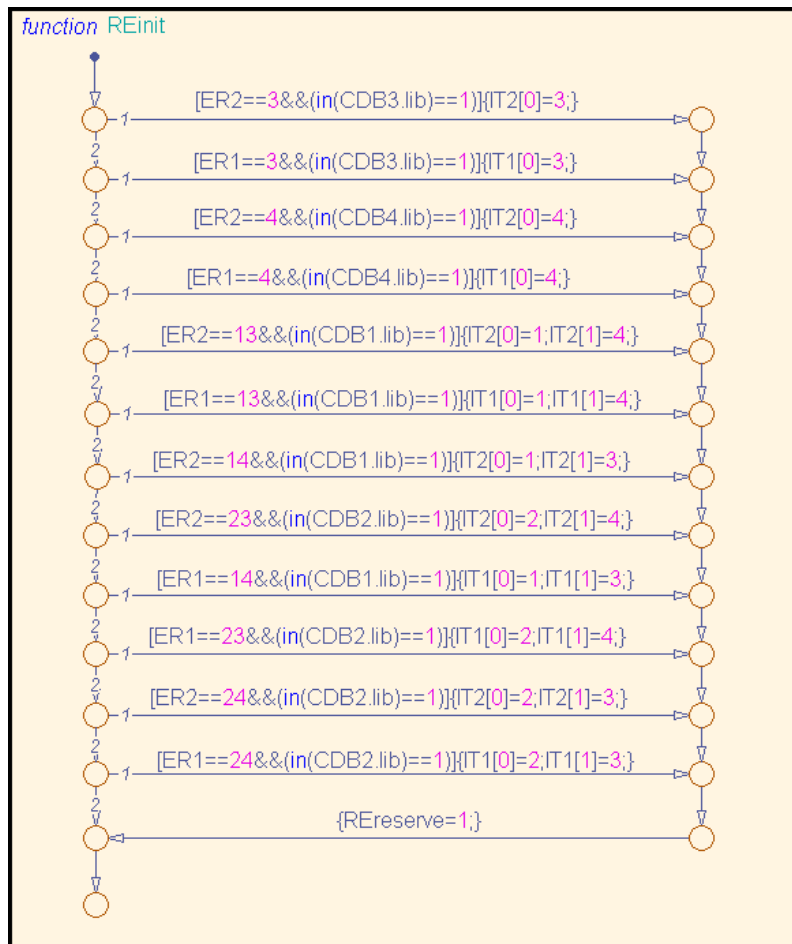 function REinit
[ER2==3&&(in(CDB3.lib)==1)]{IT2[0]=3;}
1
2
[ER1==3&&(in(CDB3.lib)==1)]{IT1[0]=3;}
1
2
[ER2==4&&(in(CDB4.lib)==1)]{IT2[0]=4;}
1
2
[ER1==4&&(in(CDB4.lib)==1)]{IT1[0]=4;}
1
2
[ER2==13&&(in(CDB1.lib)==1)]{IT2[0]=1;IT2[1]=4;}
1
2
[ER1==13&&(in(CDB1.lib)==1)]{IT1[0]=1;IT1[1]=4;}
1
2
[ER2==14&&(in(CDB1.lib)==1)]{IT2[0]=1;IT2[1]=3;}
1
2
[ER2==23&&(in(CDB2.lib)==1)]{IT2[0]=2;IT2[1]=4;}
1
2
[ER1==14&&(in(CDB1.lib)==1)]{IT1[0]=1;IT1[1]=3;}
1
2
[ER1==23&&(in(CDB2.lib)==1)]{IT1[0]=2;IT1[1]=4;}
1
2
[ER2==24&&(in(CDB2.lib)==1)]{IT2[0]=2;IT2[1]=3;}
1
2
[ER1==24&&(in(CDB2.lib)==1)]{IT1[0]=2;IT1[1]=3;}
1
2
{REreserve=1;}